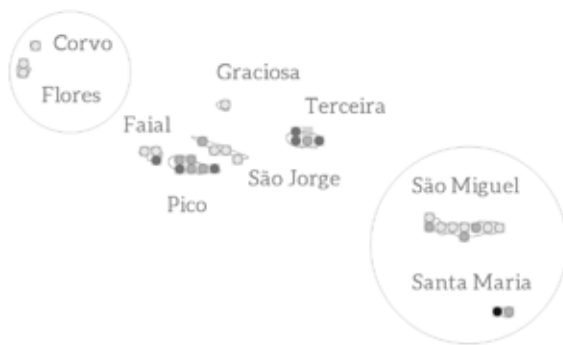 Corvo
Flores
Graciosa
Terceira
Faial
São Jorge
Pico
São Miguel
Santa Maria